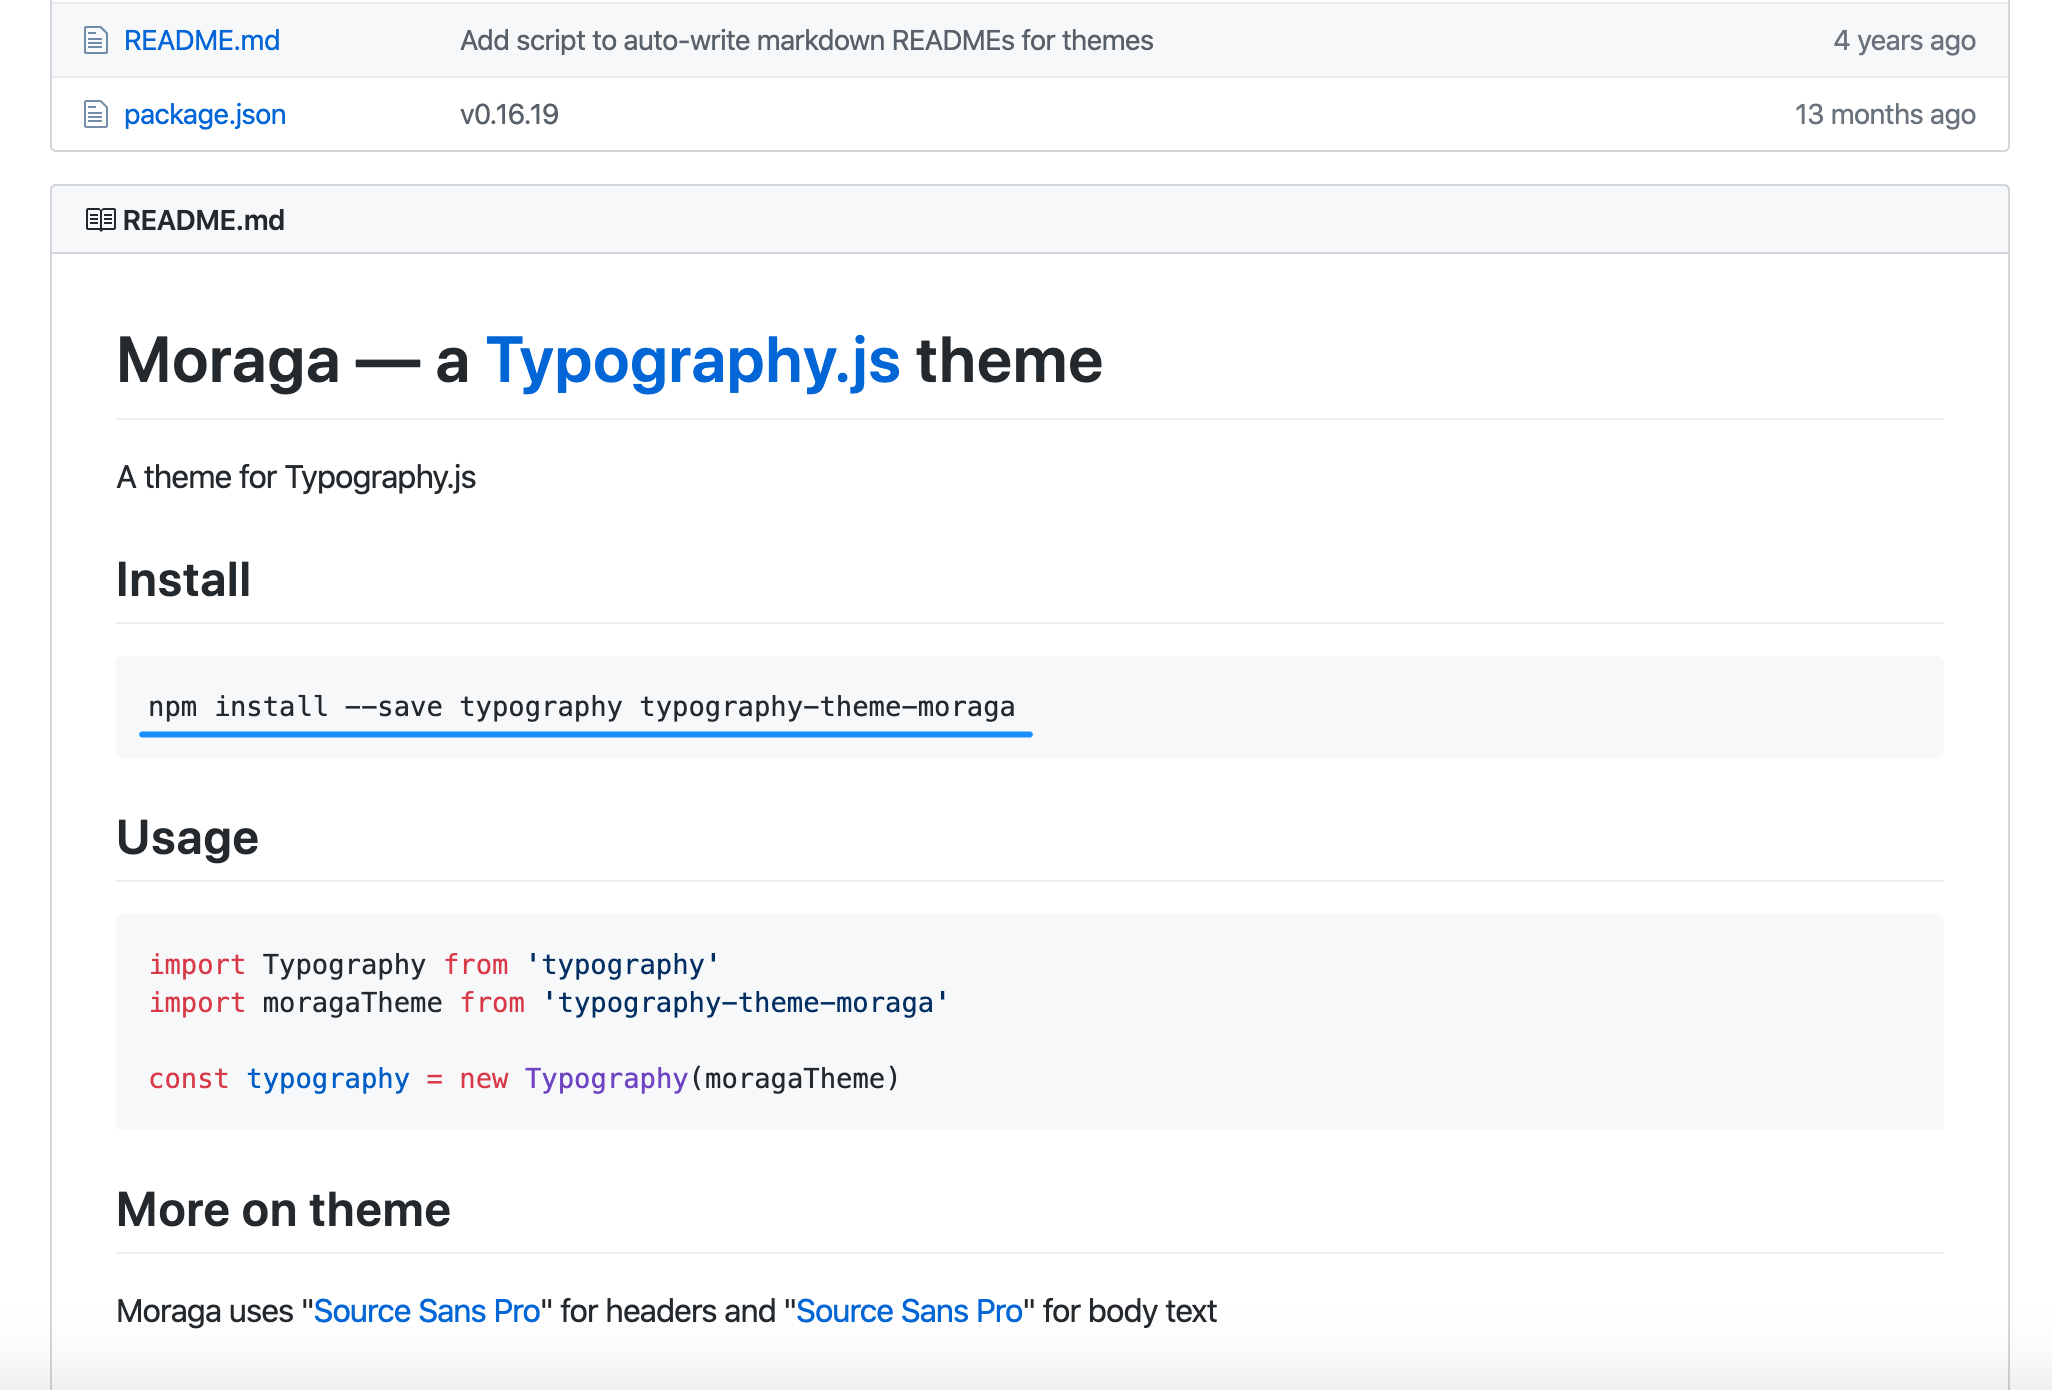 README.md Add script to auto-write markdown READMEs for themes 4 years ago
package.json v0.16.19 13 months ago
README.md
Moraga — a Typography.js theme
A theme for Typography.js
Install
npm install --save typography typography-theme-moraga
Usage
import Typography from 'typography'
import moragaTheme from 'typography-theme-moraga'
const typography = new Typography(moragaTheme)
More on theme
Moraga uses "Source Sans Pro" for headers and "Source Sans Pro" for body text